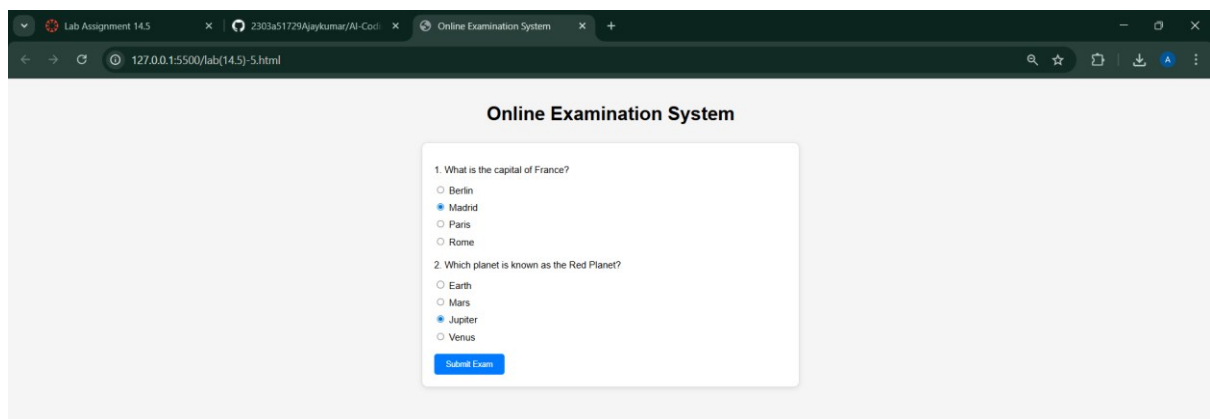 Lab Assignment 14.5
2303a51729Ajaykumar/AI-Codi
Online Examination System
127.0.0.1:5500/lab(14.5)-5.html
A
Online Examination System
1. What is the capital of France?
Berlin
Madrid
Paris
Rome
2. Which planet is known as the Red Planet?
Earth
Mars
Jupiter
Venus
Submit Exam